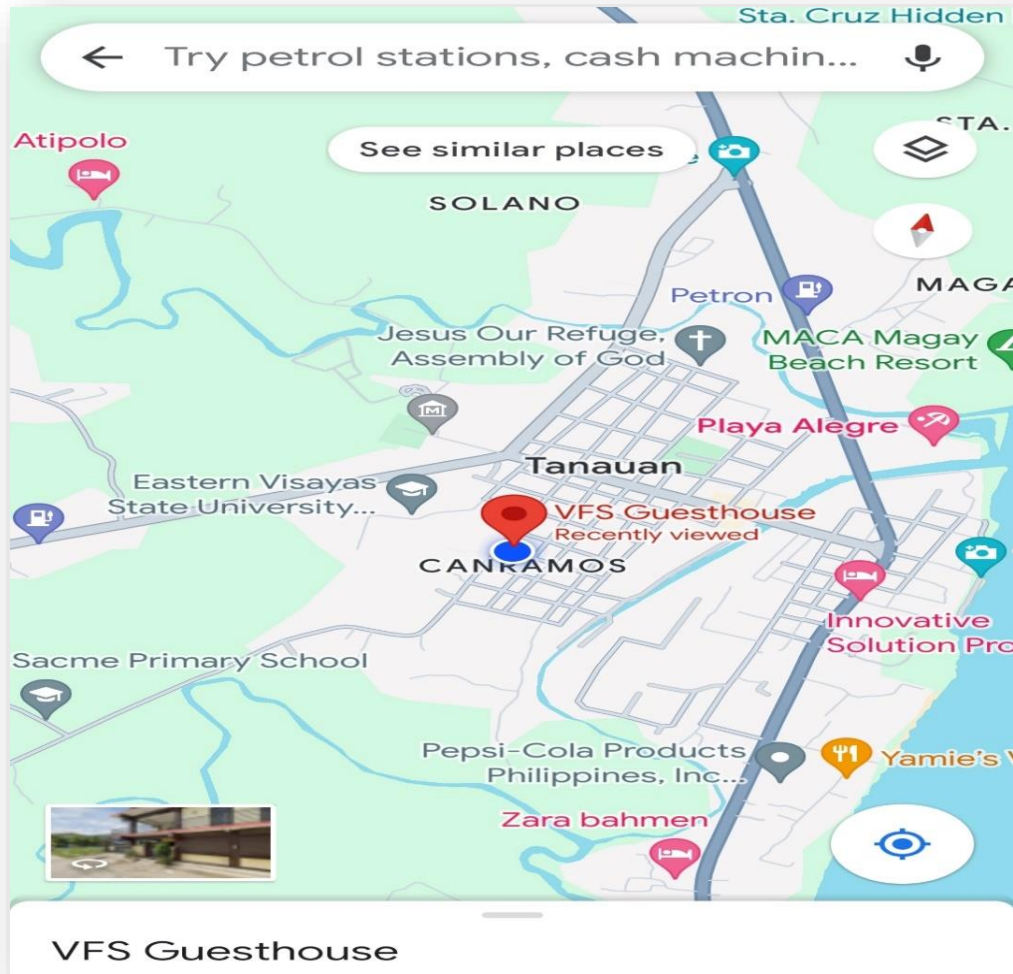 Sta. Cruz Hidden
Try petrol stations, cash machin...
STA.
Atipolo
See similar places
e
SOLANO
MAGA
Petron
Jesus Our Refuge,
Assembly of God
MACA Magay
Beach Resort
Playa Alegre
Tanauan
Eastern Visayas
State University...
VFS Guesthouse
Recently viewed
CANRAMOS
Innovative
Solution Pro
Sacme Primary School
Pepsi-Cola Products
Philippines, Inc...
Yamie's V
Zara bahmen
VFS Guesthouse